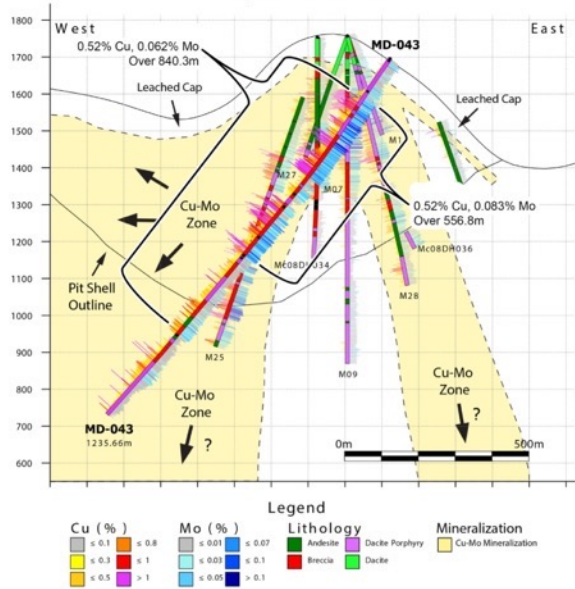 West
East
0.52% Cu, 0.062% Mo
Over 840.3m
MD-043
Leached Cap
Leached Cap
1800
1700
1600
1500
1400
1300
1200
1100
1000
900
800
700
600
M27
M07
M1
Cu-Mo
Zone
0.52% Cu, 0.083% Mo
Over 556.8m
Mc08DH034
Mc08DH036
Pit Shell
Outline
M28
M25
M09
Cu-Mo
Zone
?
Cu-Mo
Zone
?
MD-043
1235.66m
0m
500m
Legend
Cu (%)
≤ 0.1
≤ 0.8
≤ 0.3
≤ 1
≤ 0.5
> 1
Mo (%)
≤ 0.01
≤ 0.07
≤ 0.03
≤ 0.1
≤ 0.05
> 0.1
Lithology
Andesite
Dacite Porphyry
Breccia
Dacite
Mineralization
Cu-Mo Mineralization